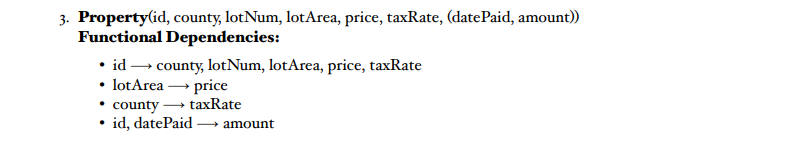 3. Property(id, county, lotNum, lotArea, price, taxRate, (datePaid, amount))
Functional Dependencies:
• id ⟶ county, lotNum, lotArea, price, taxRate
• lotArea ⟶ price
• county ⟶ taxRate
• id, datePaid ⟶ amount